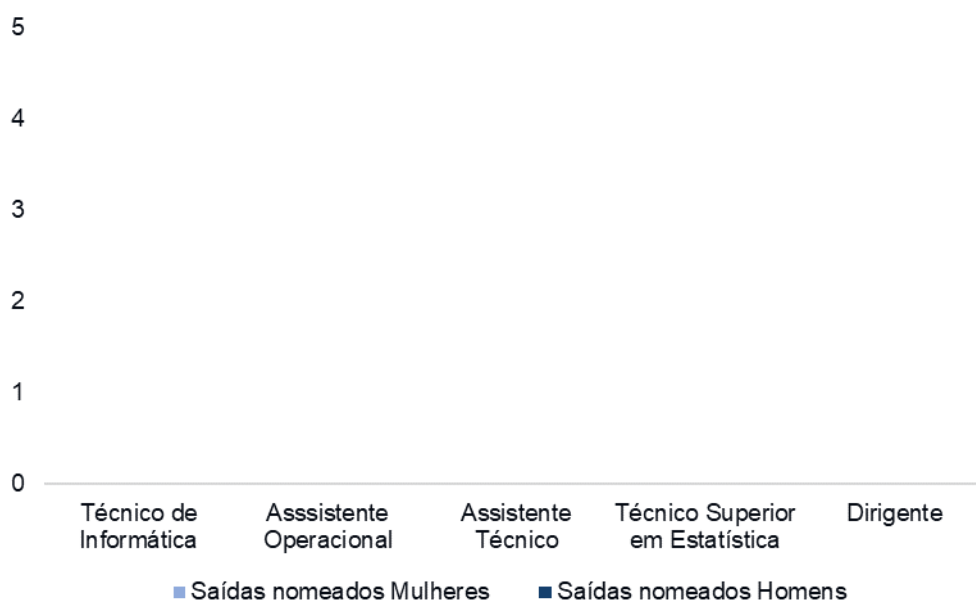 5
4
3
2
1
0
Técnico de
Informática
Asssistente
Operacional
Assistente
Técnico
Técnico Superior
em Estatística
Dirigente
Saídas nomeados Mulheres
Saídas nomeados Homens